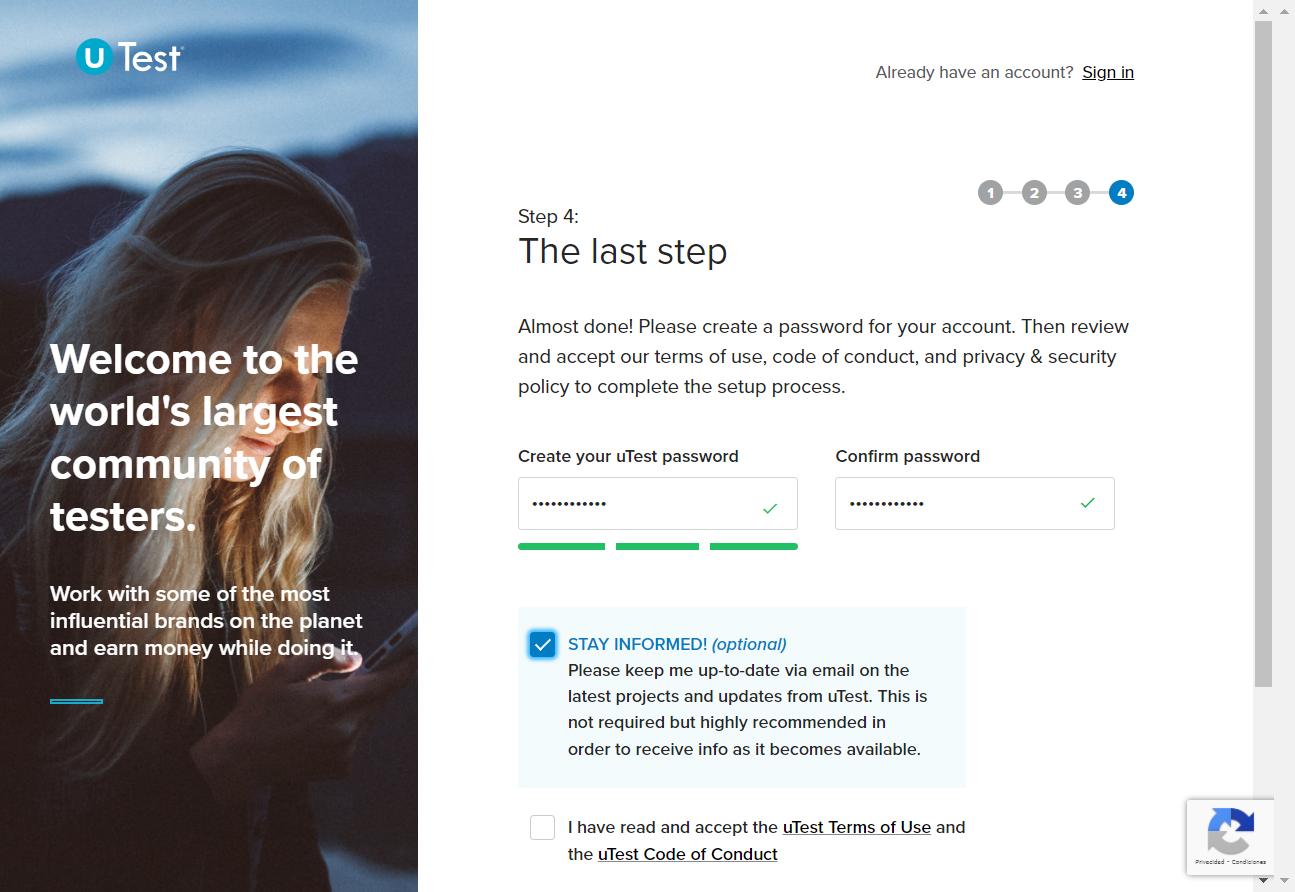 uTest
Already have an account? Sign in
1 2 3 4
Step 4:
The last step
Almost done! Please create a password for your account. Then review
and accept our terms of use, code of conduct, and privacy & security
policy to complete the setup process.
Create your uTest password
Confirm password
••••••••••••
••••••••••••
STAY INFORMED! (optional)
Please keep me up-to-date via email on the
latest projects and updates from uTest. This is
not required but highly recommended in
order to receive info as it becomes available.
I have read and accept the uTest Terms of Use and
the uTest Code of Conduct
Welcome to the
world's largest
community of
testers.
Work with some of the most
influential brands on the planet
and earn money while doing it.
Privacidad - Condiciones